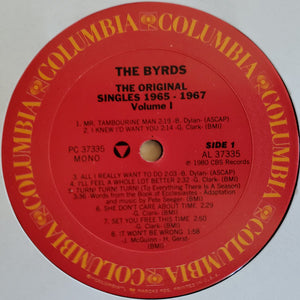 COLUMBIA COLUMBIA COLUMBIA COLUMBIA COLUMBIA COLUMBIA
THE BYRDS
THE ORIGINAL
SINGLES 1965 - 1967
Volume I
1. MR. TAMBOURINE MAN 2:15 -B. Dylan- (ASCAP)
2. I KNEW I'D WANT YOU 2:14 -G. Clark- (BMI)
PC 37335
MONO
SIDE 1
AL 37335
℗ 1980 CBS Records
3. ALL I REALLY WANT TO DO 2:03 -B. Dylan- (ASCAP)
4. I'LL FEEL A WHOLE LOT BETTER 2:32 -G. Clark- (BMI)
5. TURN! TURN! TURN! (To Everything There Is A Season)
3:36 -Words from the Book of Ecclesiastes - Adaptation
and music by Pete Seeger- (BMI)
6. SHE DON'T CARE ABOUT TIME 2:29
-G. Clark- (BMI)
7. SET YOU FREE THIS TIME 2:50
-G. Clark- (BMI)
8. IT WON'T BE WRONG 1:58
-J. McGuinn - H. Gerst-
(BMI)